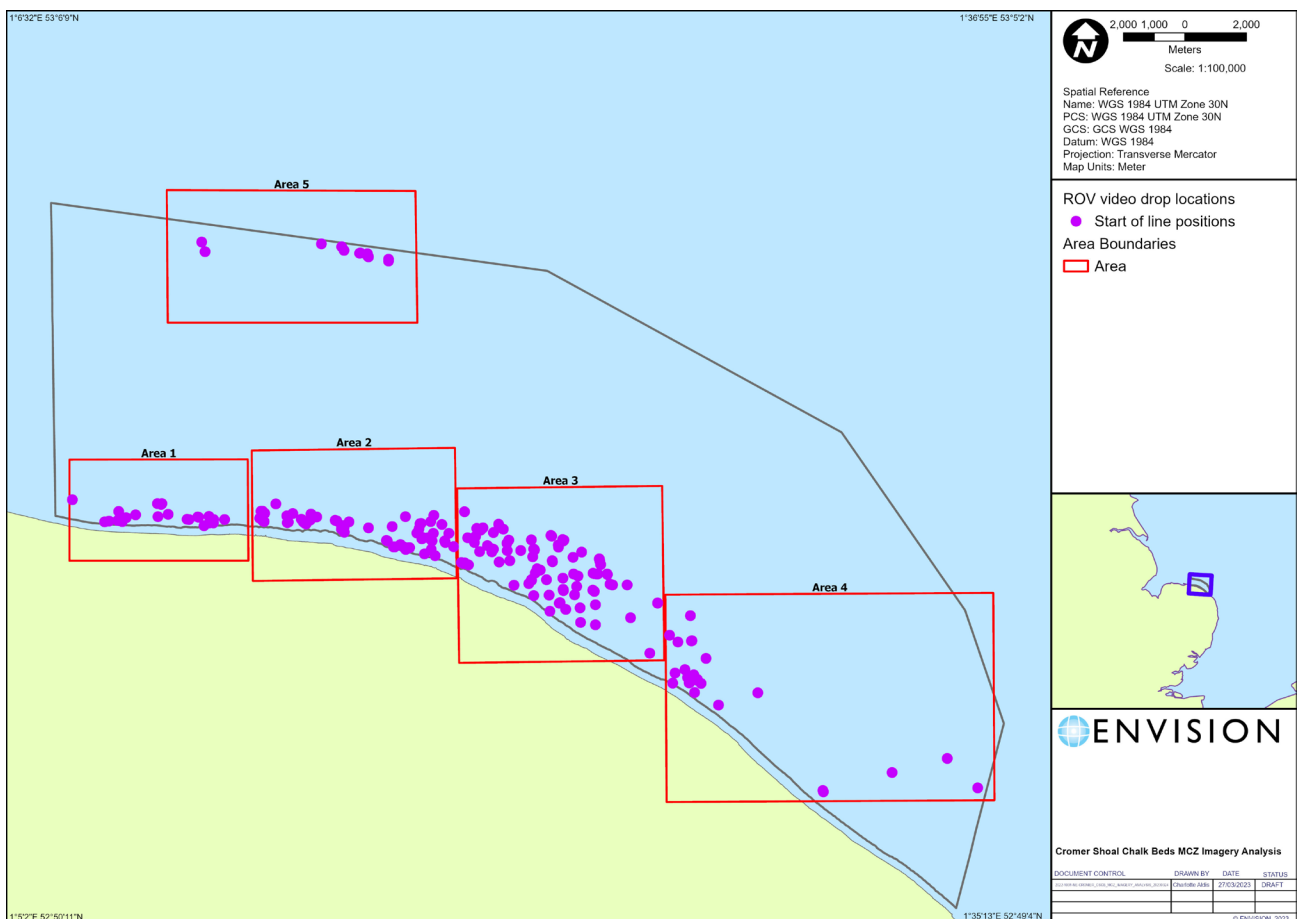 1°6'32"E 53°6'9"N
1°36'55"E 53°5'2"N
Area 5
Area 1
Area 2
Area 3
Area 4
1°5'2"E 52°50'11"N
1°35'13"E 52°49'4"N
N
2,000 1,000 0 2,000
Meters
Scale: 1:100,000
Spatial Reference
Name: WGS 1984 UTM Zone 30N
PCS: WGS 1984 UTM Zone 30N
GCS: GCS WGS 1984
Datum: WGS 1984
Projection: Transverse Mercator
Map Units: Meter
ROV video drop locations
Start of line positions
Area Boundaries
Area
ENVISION
Cromer Shoal Chalk Beds MCZ Imagery Analysis
DOCUMENT CONTROL DRAWN BY DATE STATUS
Charlotte Aldis 27/03/2023 DRAFT
© ENVISION, 2023